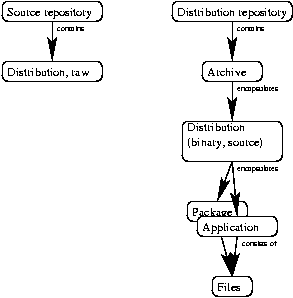 Source repository
contains
Distribution, raw
Distribution repository
contains
Archive
encapsulates
Distribution
(binary, source)
encapsulates
Package
Application
consists of
Files